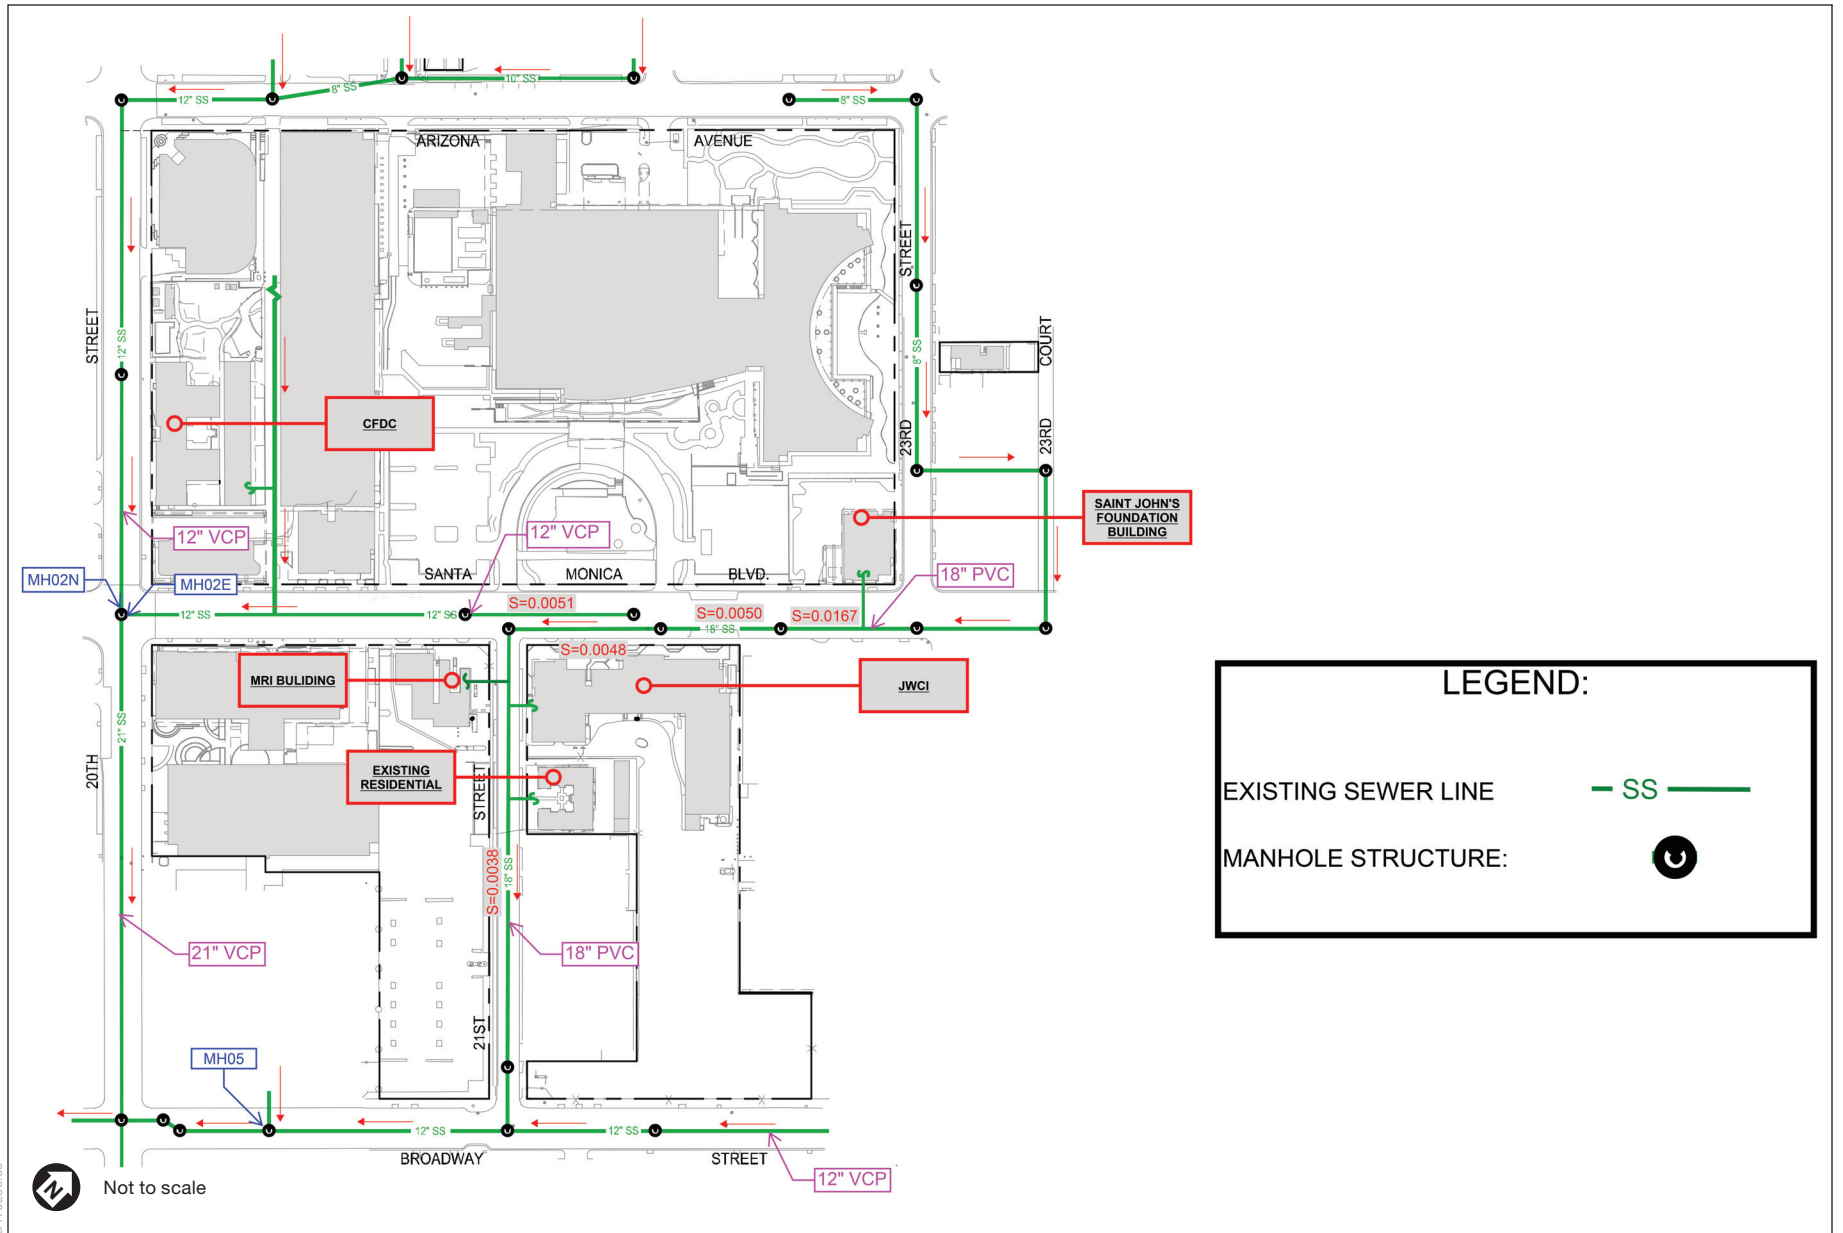 10" SS
8" SS
12" SS
8" SS
ARIZONA
AVENUE
STREET
STREET
12" SS
8" SS
COURT
CFDC
23RD
23RD
SAINT JOHN'S
FOUNDATION
BUILDING
12" VCP
12" VCP
MH02N
MH02E
SANTA
MONICA
BLVD.
18" PVC
12" SS
12" SS
S=0.0051
S=0.0050
S=0.0167
18" SS
S=0.0048
MRI BULIDING
JWCI
LEGEND:
21" SS
20TH
EXISTING
RESIDENTIAL
STREET
EXISTING SEWER LINE
SS
MANHOLE STRUCTURE:
S=0.0038
18" SS
21" VCP
18" PVC
21ST
MH05
12" SS
12" SS
BROADWAY
STREET
12" VCP
N
Not to scale